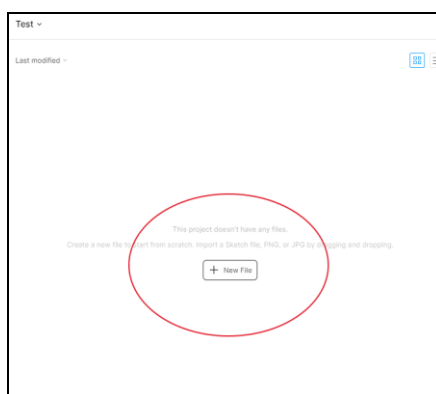 Test
Last modified
This project doesn't have any files.
Create a new file to start from scratch. Import a Sketch file, PNG, or JPG by dragging and dropping.
+ New File